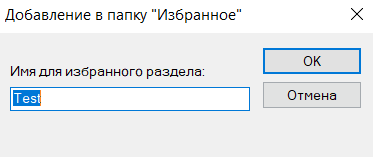 Добавление в папку "Избранное"
Имя для избранного раздела:
Test
OK
Отмена